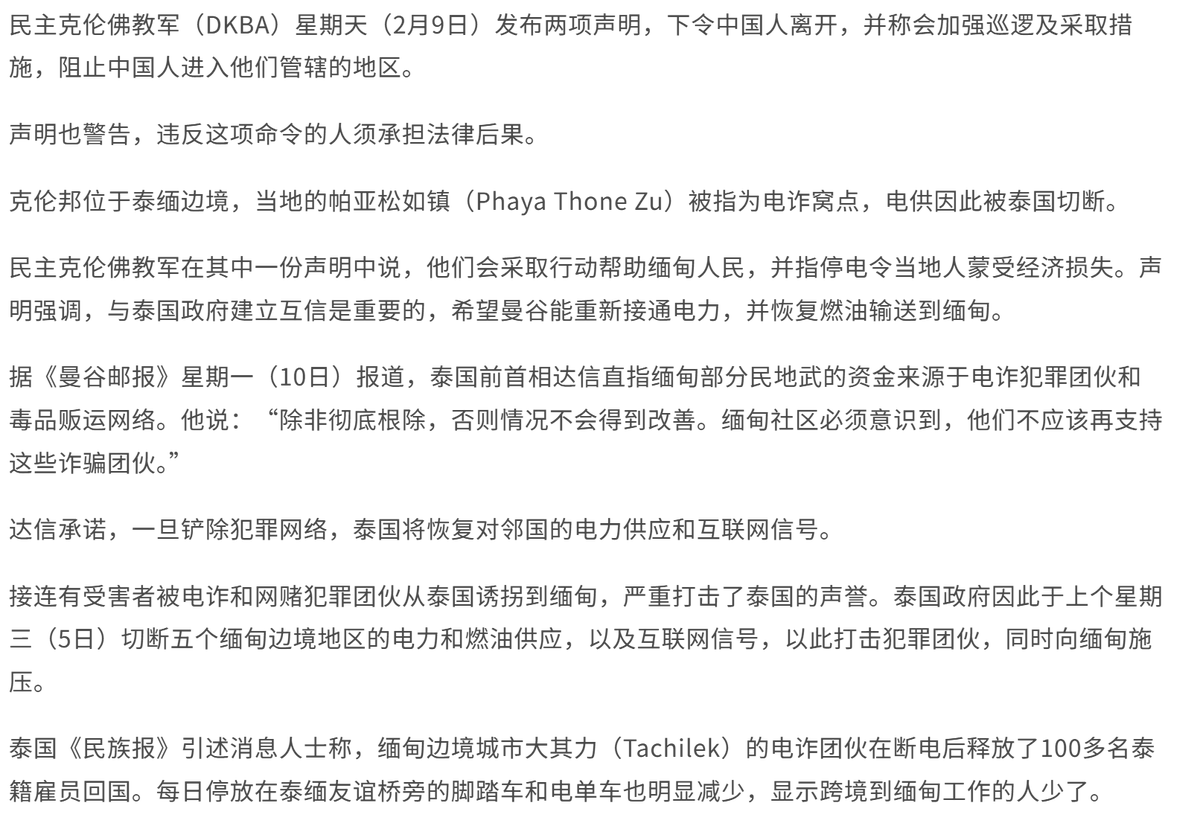 民主克伦佛教军（DKBA）星期天（2月9日）发布两项声明，下令中国人离开，并称会加强巡逻及采取措
施，阻止中国人进入他们管辖的地区。
声明也警告，违反这项命令的人须承担法律后果。
克伦邦位于泰缅边境，当地的帕亚松如镇（Phaya Thone Zu）被指为电诈窝点，电供因此被泰国切断。
民主克伦佛教军在其中一份声明中说，他们会采取行动帮助缅甸人民，并指停电令当地人蒙受经济损失。声
明强调，与泰国政府建立互信是重要的，希望曼谷能重新接通电力，并恢复燃油输送到缅甸。
据《曼谷邮报》星期一（10日）报道，泰国前首相达信直指缅甸部分民地武的资金来源于电诈犯罪团伙和
毒品贩运网络。他说：“除非彻底根除，否则情况不会得到改善。缅甸社区必须意识到，他们不应该再支持
这些诈骗团伙。”
达信承诺，一旦铲除犯罪网络，泰国将恢复对邻国的电力供应和互联网信号。
接连有受害者被电诈和网赌犯罪团伙从泰国诱拐到缅甸，严重打击了泰国的声誉。泰国政府因此于上个星期
三（5日）切断五个缅甸边境地区的电力和燃油供应，以及互联网信号，以此打击犯罪团伙，同时向缅甸施
压。
泰国《民族报》引述消息人士称，缅甸边境城市大其力（Tachilek）的电诈团伙在断电后释放了100多名泰
籍雇员回国。每日停放在泰缅友谊桥旁的脚踏车和电单车也明显减少，显示跨境到缅甸工作的人少了。